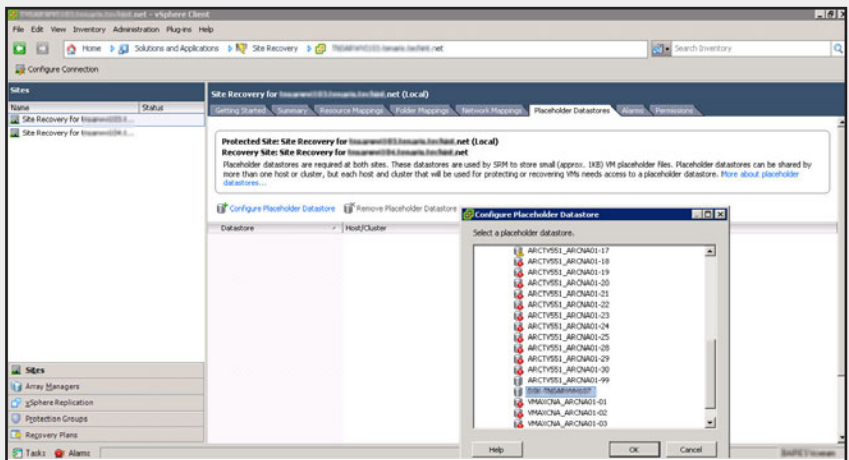 .net - vSphere Client
File Edit View Inventory Administration Plug-ins Help
Home Solutions and Applications Site Recovery .net Search Inventory
Configure Connection
Sites
Name Status
Site Recovery for
Site Recovery for
Site Recovery for .net (Local)
Getting Started Summary Resource Mappings Folder Mappings Network Mappings Placeholder Datastores Alarms Permissions
Protected Site: Site Recovery for .net (Local)
Recovery Site: Site Recovery for .net
Placeholder datastores are required at both sites. These datastores are used by SRM to store small (approx. 1KB) VM placeholder files. Placeholder datastores can be shared by
more than one host or cluster, but each host and cluster that will be used for protecting or recovering VMs needs access to a placeholder datastore. More about placeholder
datastores...
Configure Placeholder Datastore Remove Placeholder Datastore
Datastore Host/Cluster
Configure Placeholder Datastore
Select a placeholder datastore.
ARCTV551_ARCNA01-17
ARCTV551_ARCNA01-18
ARCTV551_ARCNA01-19
ARCTV551_ARCNA01-20
ARCTV551_ARCNA01-21
ARCTV551_ARCNA01-22
ARCTV551_ARCNA01-23
ARCTV551_ARCNA01-24
ARCTV551_ARCNA01-25
ARCTV551_ARCNA01-28
ARCTV551_ARCNA01-29
ARCTV551_ARCNA01-30
ARCTV551_ARCNA01-99
VMAXCNA_ARCNA01-01
VMAXCNA_ARCNA01-02
VMAXCNA_ARCNA01-03
Help OK Cancel
Sites
Array Managers
vSphere Replication
Protection Groups
Recovery Plans
Tasks Alarms